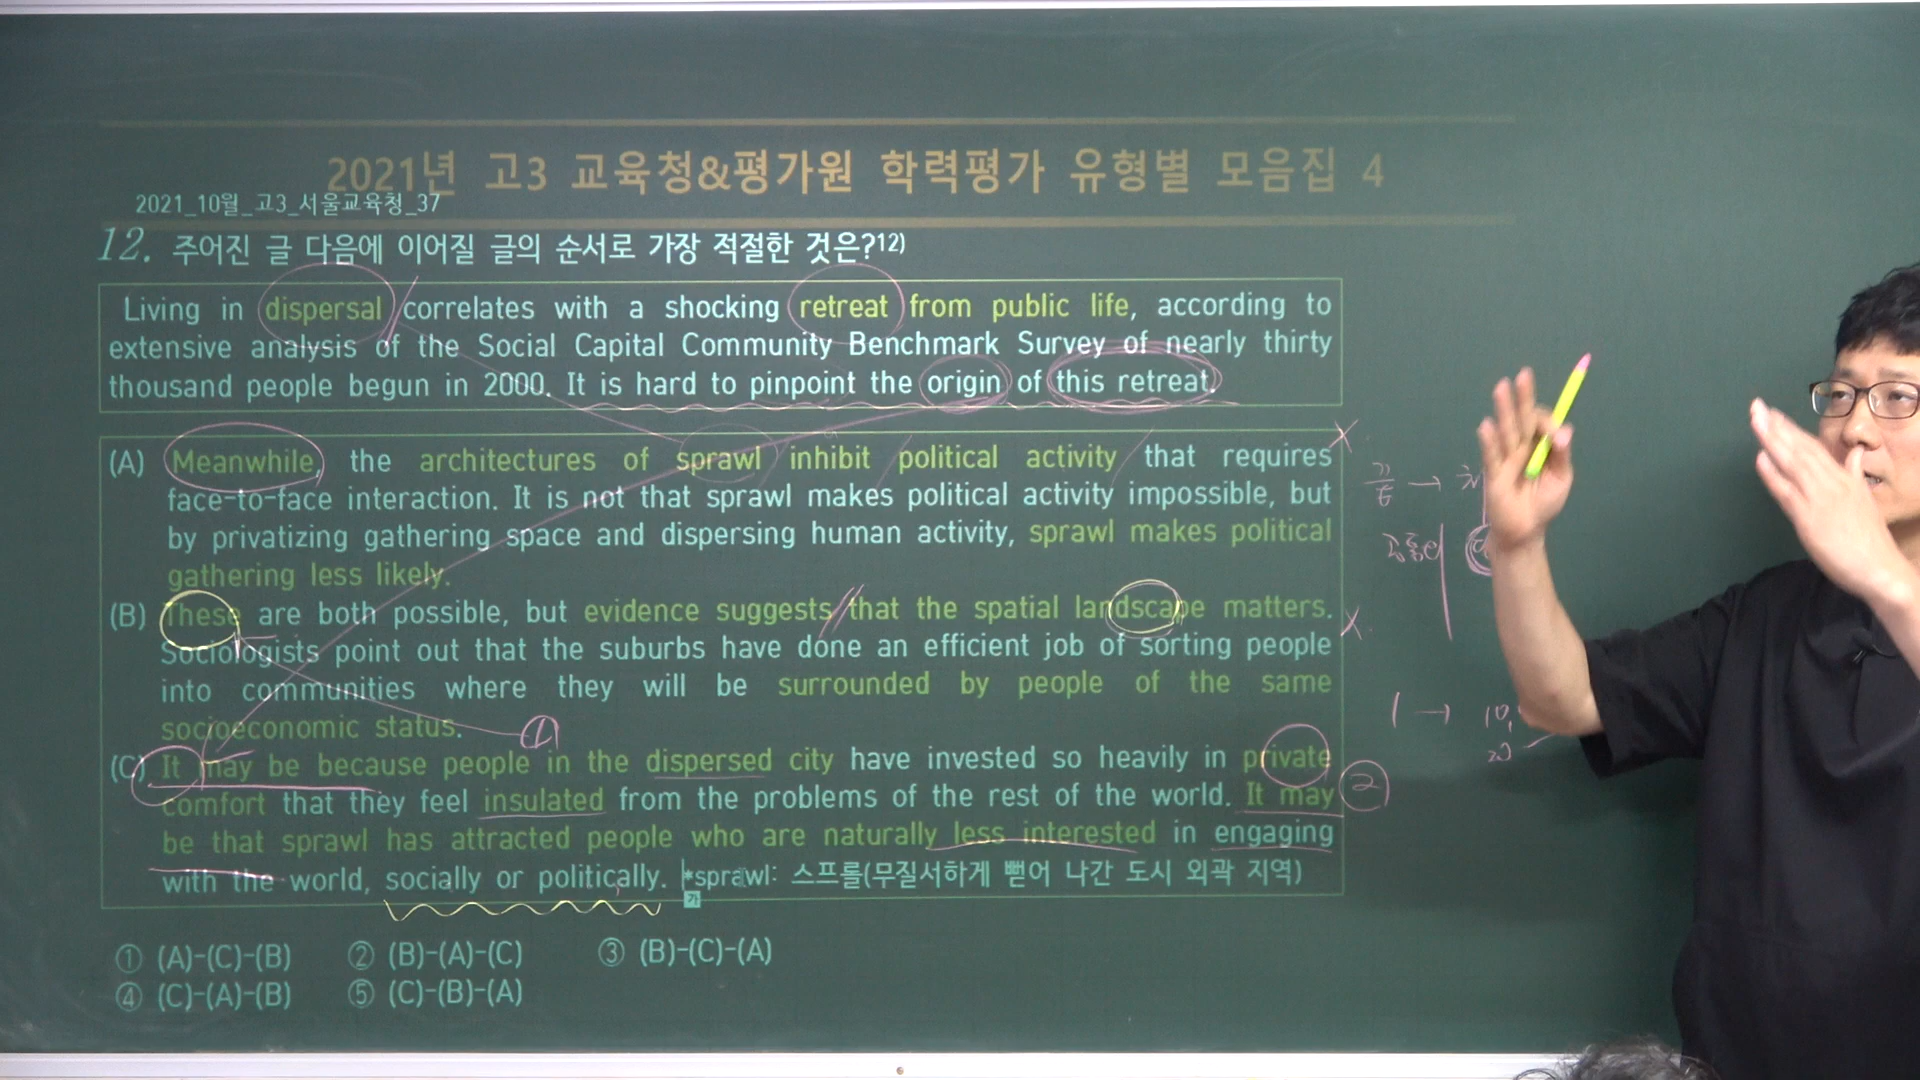 2021년 고3 교육청&평가원 학력평가 유형별 모음집 4
2021_10월_고3_서울교육청_37
12. 주어진 글 다음에 이어질 글의 순서로 가장 적절한 것은?12)
Living in dispersal correlates with a shocking retreat from public life, according to
extensive analysis of the Social Capital Community Benchmark Survey of nearly thirty
thousand people begun in 2000. It is hard to pinpoint the origin of this retreat.
(A) Meanwhile, the architectures of sprawl inhibit political activity that requires
face-to-face interaction. It is not that sprawl makes political activity impossible, but
by privatizing gathering space and dispersing human activity, sprawl makes political
gathering less likely.
(B) These are both possible, but evidence suggests that the spatial landscape matters.
Sociologists point out that the suburbs have done an efficient job of sorting people
into communities where they will be surrounded by people of the same
socioeconomic status.
①
(C) It may be because people in the dispersed city have invested so heavily in private
comfort that they feel insulated from the problems of the rest of the world. It may
②
be that sprawl has attracted people who are naturally less interested in engaging
with the world, socially or politically. *sprawl: 스프롤(무질서하게 뻗어 나간 도시 외곽 지역)
가
① (A)-(C)-(B) ② (B)-(A)-(C) ③ (B)-(C)-(A)
④ (C)-(A)-(B) ⑤ (C)-(B)-(A)
X
X
1 → 10,
20